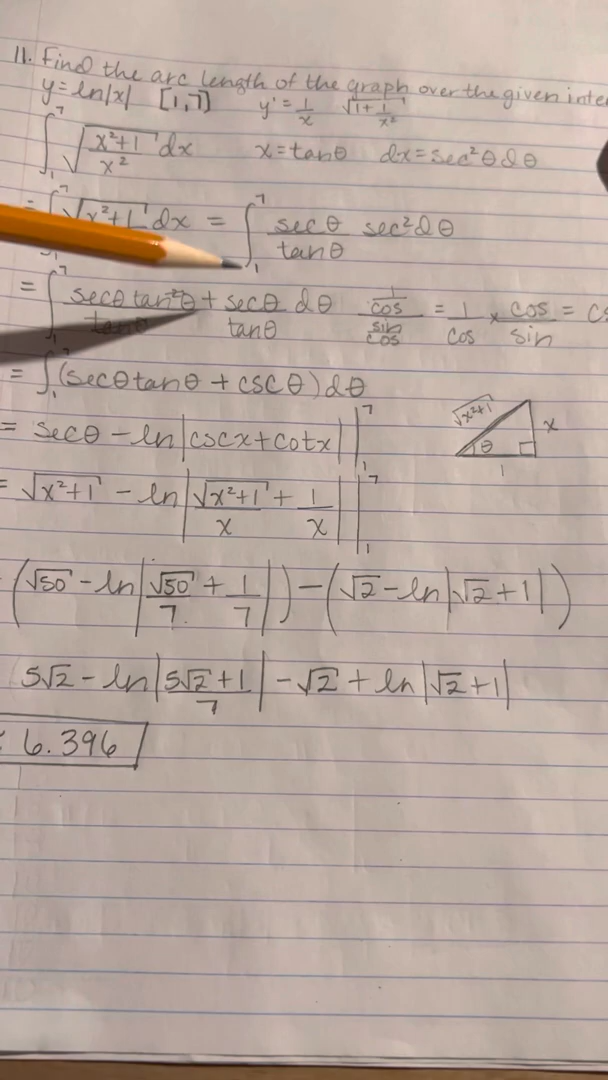 11. Find the arc length of the graph over the given
y = ln|x| [1,7] y' = 1/x √(1 + 1/x²)
∫₁⁷ √((x²+1)/x²) dx x = tanθ dx = sec²θ dθ
= ∫₁⁷ √(x²+1) dx = ∫₁⁷ secθ/tanθ sec² dθ
= ∫₁⁷ (secθ tan²θ)/tanθ + secθ/tanθ dθ (1/cos)/(sin/cos) = 1/cos × cos/sin =
= ∫₁ (secθ tanθ + cscθ) dθ
= secθ − ln|cscx + cotx| |₁⁷ √(x²+1) x θ 1
= √(x²+1) − ln|√(x²+1)/x + 1/x| |₁⁷
(√50 − ln|√50/7 + 1/7|) − (√2 − ln|√2 + 1|)
5√2 − ln|(5√2 + 1)/7| − √2 + ln|√2 + 1|
6.396